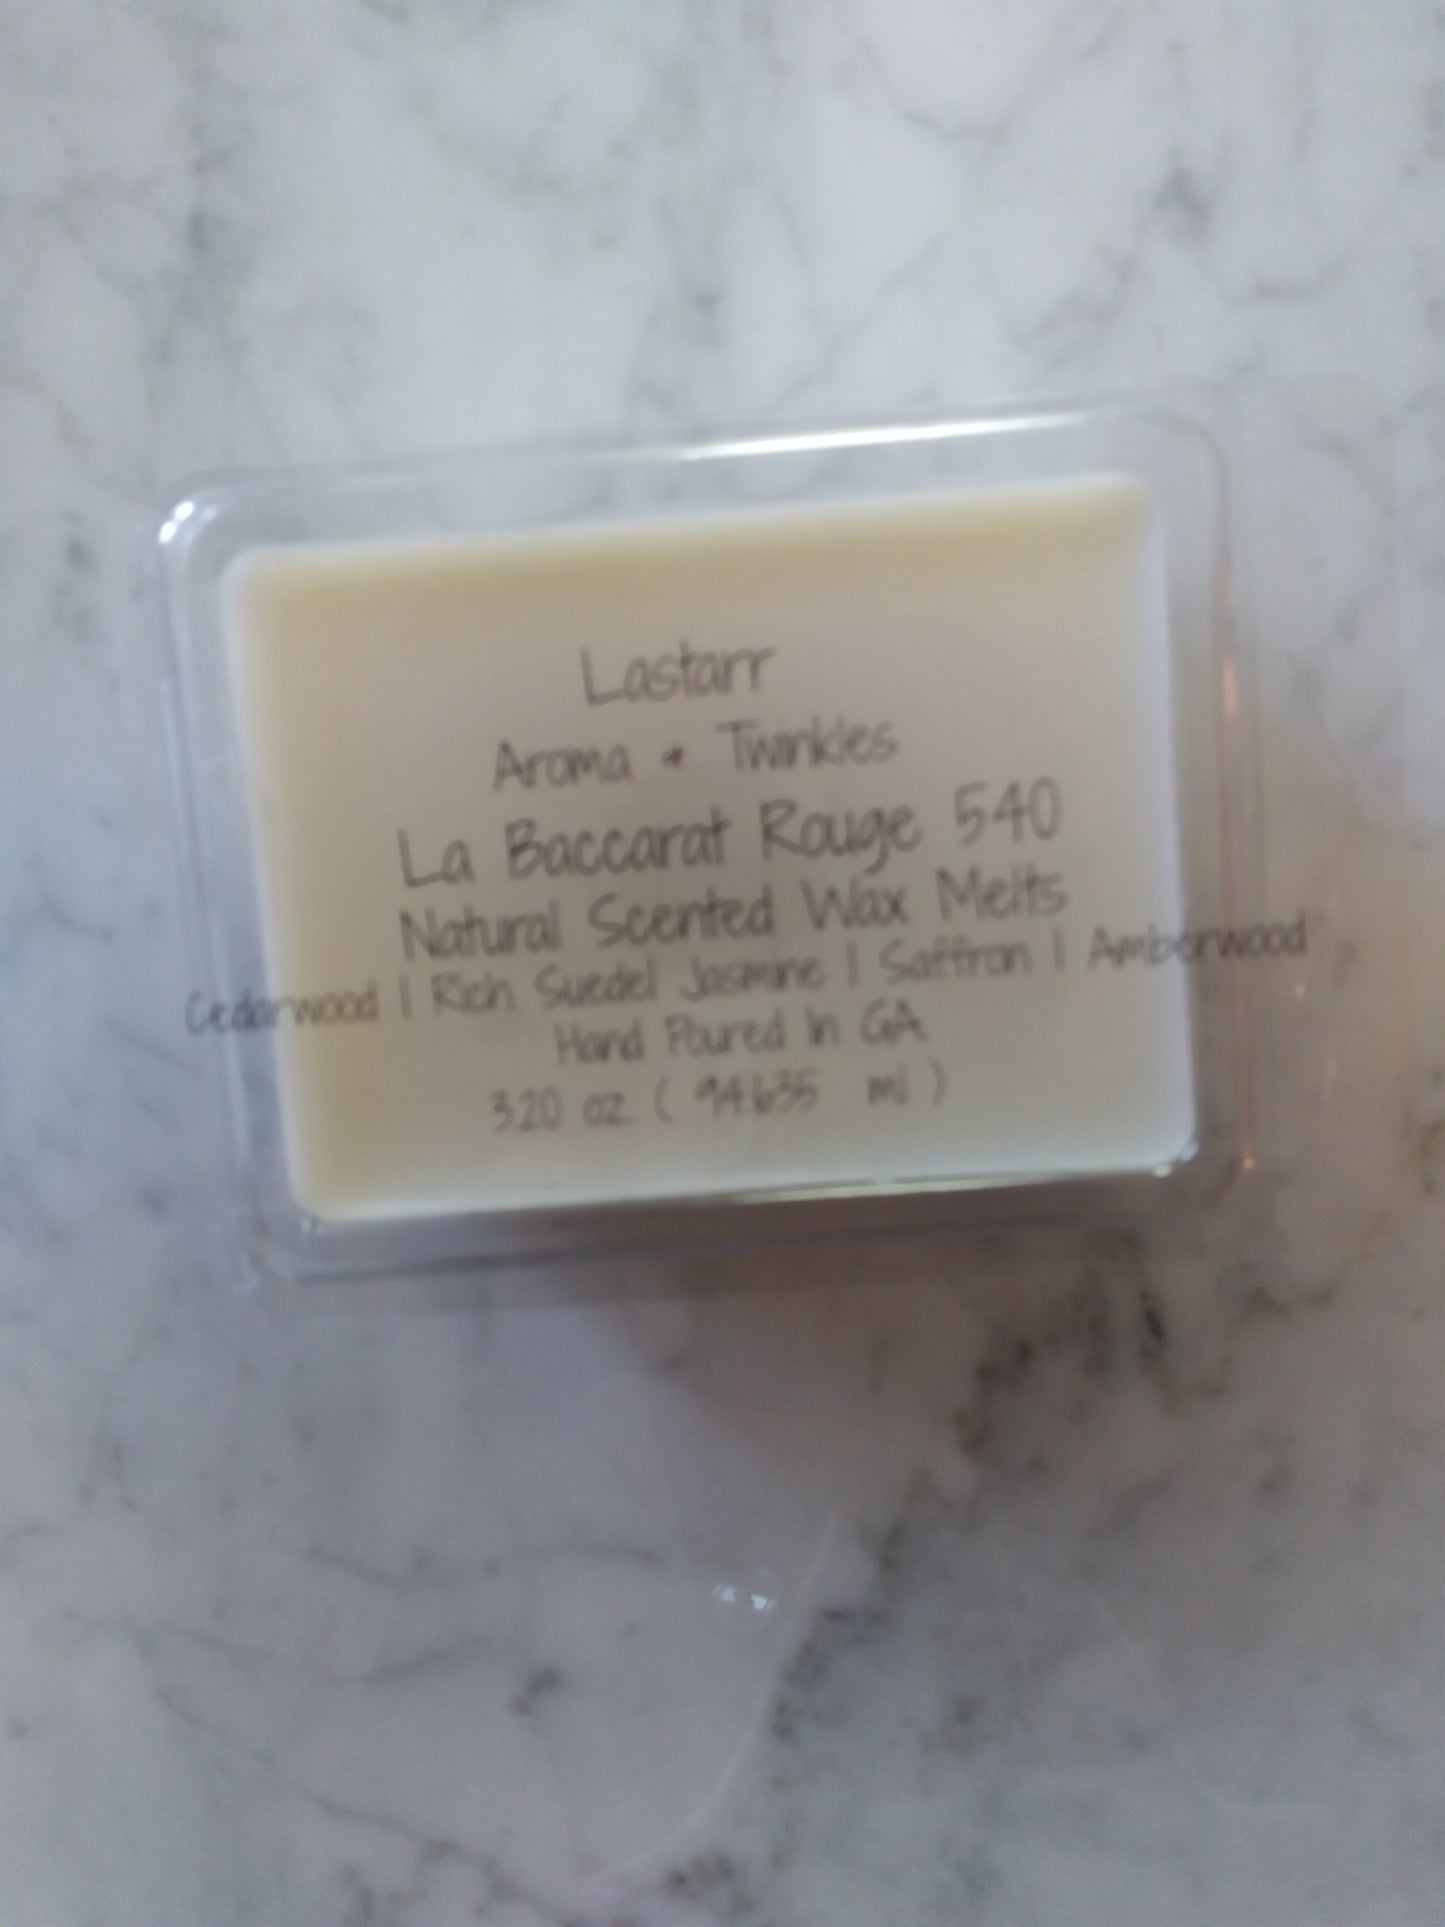 Lastarr
Aroma + Twinkles
La Baccarat Rouge 540
Natural Scented Wax Melts
Cedarwood | Rich Suedel Jasmine | Saffron | Amberwood
Hand Poured In GA
3.20 oz ( 94.635 ml )